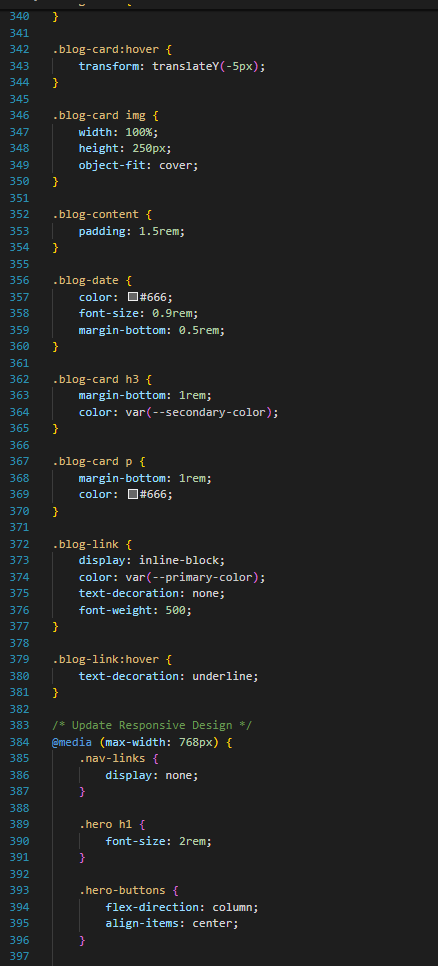 340 }
341
342 .blog-card:hover {
343     transform: translateY(-5px);
344 }
345
346 .blog-card img {
347     width: 100%;
348     height: 250px;
349     object-fit: cover;
350 }
351
352 .blog-content {
353     padding: 1.5rem;
354 }
355
356 .blog-date {
357     color: #666;
358     font-size: 0.9rem;
359     margin-bottom: 0.5rem;
360 }
361
362 .blog-card h3 {
363     margin-bottom: 1rem;
364     color: var(--secondary-color);
365 }
366
367 .blog-card p {
368     margin-bottom: 1rem;
369     color: #666;
370 }
371
372 .blog-link {
373     display: inline-block;
374     color: var(--primary-color);
375     text-decoration: none;
376     font-weight: 500;
377 }
378
379 .blog-link:hover {
380     text-decoration: underline;
381 }
382
383 /* Update Responsive Design */
384 @media (max-width: 768px) {
385     .nav-links {
386         display: none;
387     }
388
389     .hero h1 {
390         font-size: 2rem;
391     }
392
393     .hero-buttons {
394         flex-direction: column;
395         align-items: center;
396     }
397